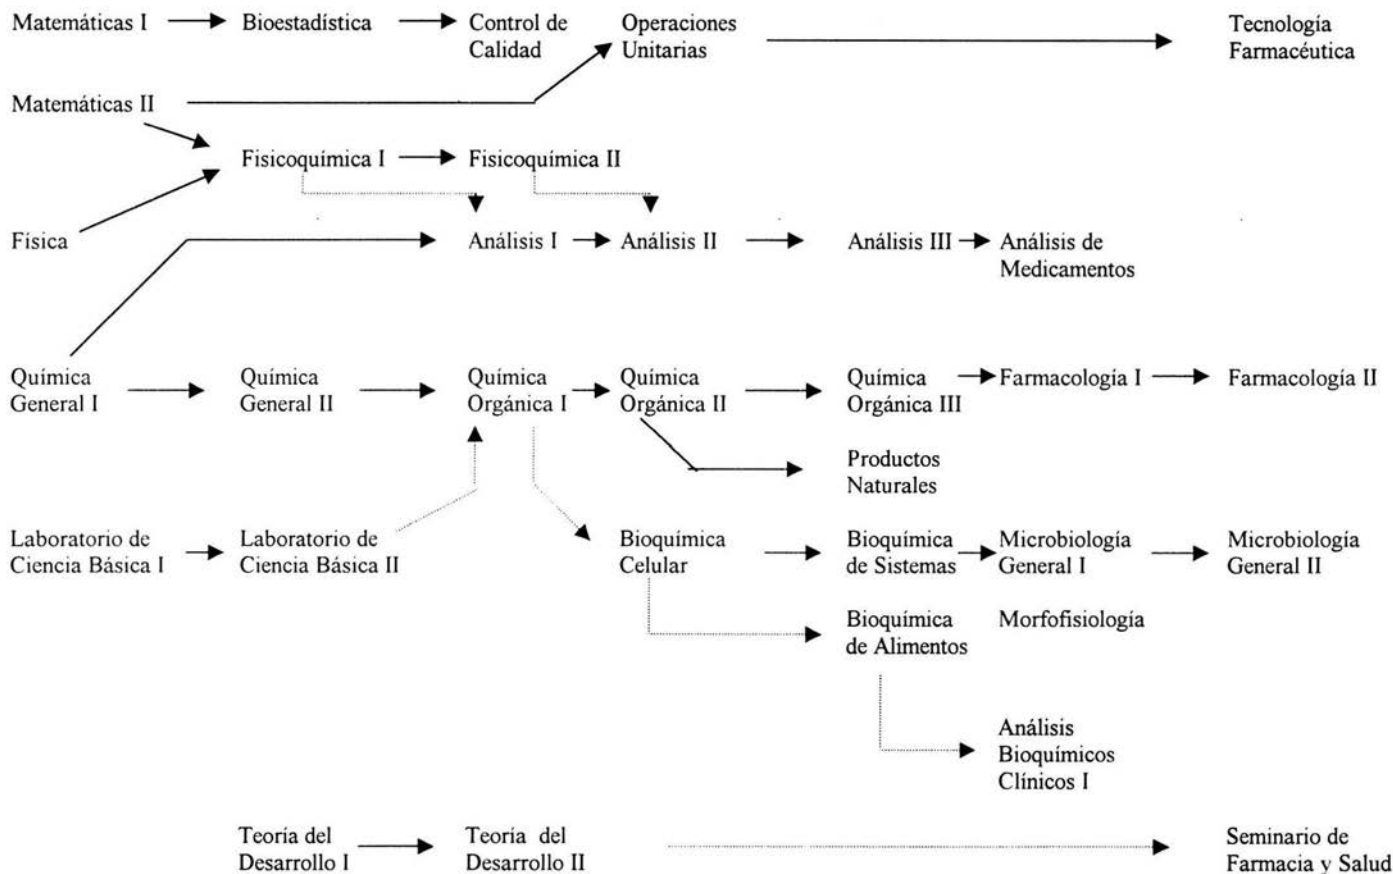 Matemáticas I
Bioestadística
Control de
Calidad
Operaciones
Unitarias
Tecnología
Farmacéutica
Matemáticas II
Fisicoquímica I
Fisicoquímica II
Física
Análisis I
Análisis II
Análisis III
Análisis de
Medicamentos
Química
General I
Química
General II
Química
Orgánica I
Química
Orgánica II
Química
Orgánica III
Farmacología I
Farmacología II
Productos
Naturales
Laboratorio de
Ciencia Básica I
Laboratorio de
Ciencia Básica II
Bioquímica
Celular
Bioquímica
de Sistemas
Microbiología
General I
Microbiología
General II
Bioquímica
de Alimentos
Morfofisiología
Análisis
Bioquímicos
Clínicos I
Teoría del
Desarrollo I
Teoría del
Desarrollo II
Seminario de
Farmacia y Salud